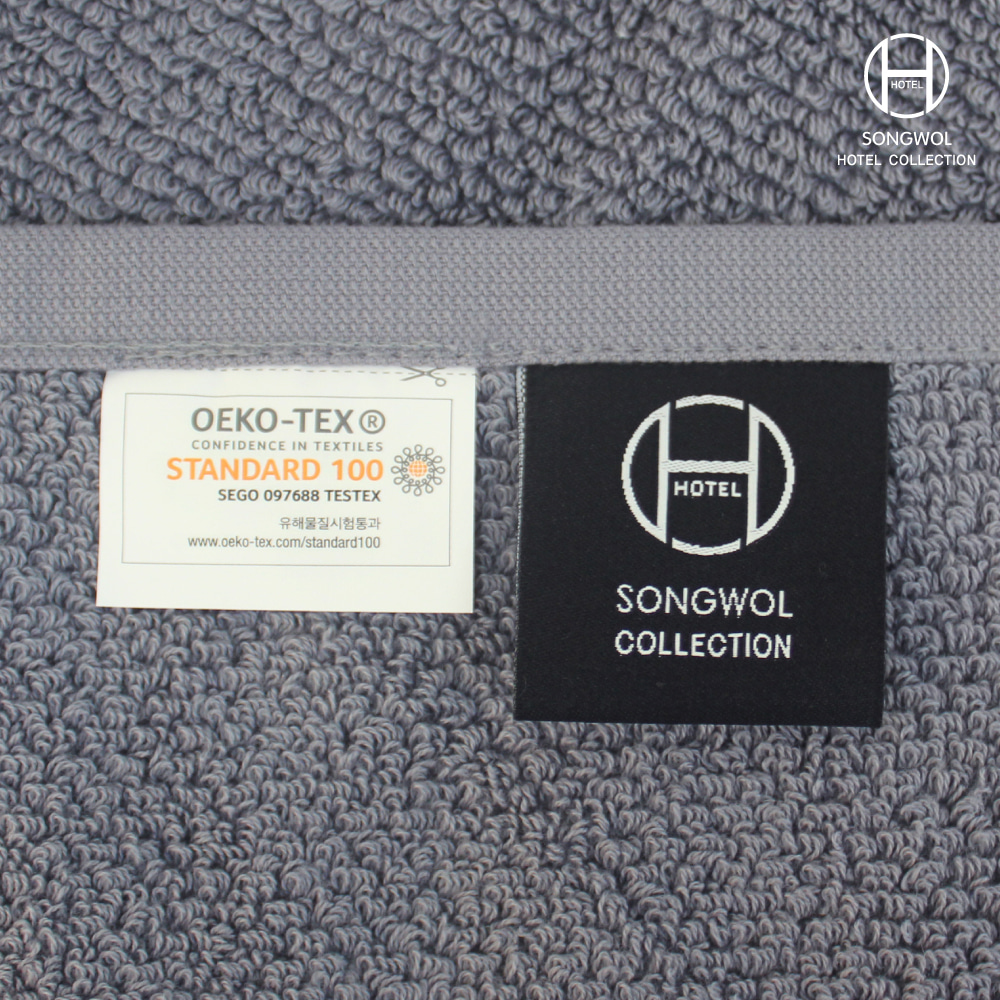 HOTEL
SONGWOL
HOTEL COLLECTION
OEKO-TEX®
CONFIDENCE IN TEXTILES
STANDARD 100
SEGO 097688 TESTEX
유해물질시험통과
www.oeko-tex.com/standard100
HOTEL
SONGWOL
COLLECTION